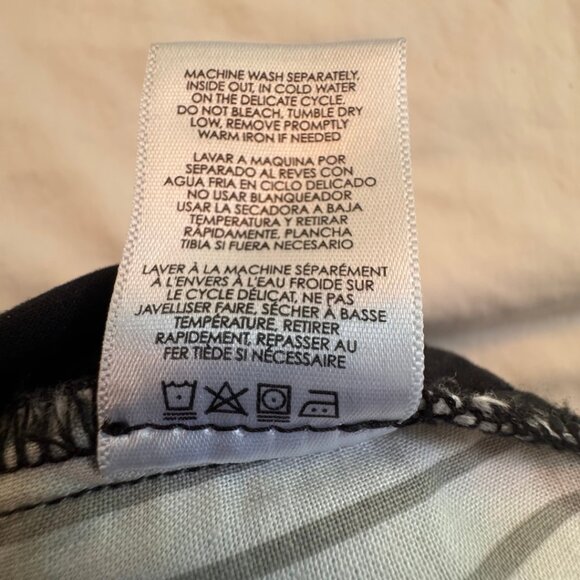 MACHINE WASH SEPARATELY,
INSIDE OUT, IN COLD WATER
ON THE DELICATE CYCLE,
DO NOT BLEACH, TUMBLE DRY
LOW, REMOVE PROMPTLY
WARM IRON IF NEEDED
LAVAR A MAQUINA POR
SEPARADO AL REVES CON
AGUA FRIA EN CICLO DELICADO
NO USAR BLANQUEADOR
USAR LA SECADORA A BAJA
TEMPERATURA Y RETIRAR
RÁPIDAMENTE, PLANCHA
TIBIA SI FUERA NECESARIO
LAVER À LA MACHINE SÉPARÉMENT
À L'ENVERS À L'EAU FROIDE SUR
LE CYCLE DÉLICAT, NE PAS
JAVELLISER FAIRE, SÉCHER À BASSE
TEMPÉRATURE, RETIRER
RAPIDEMENT, REPASSER AU
FER TIÈDE SI NÉCESSAIRE